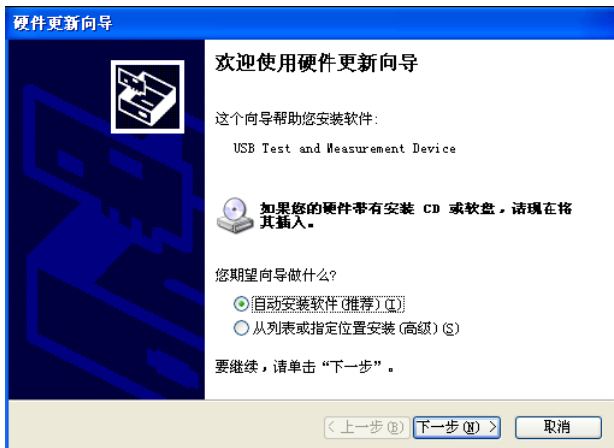 硬件更新向导
欢迎使用硬件更新向导
这个向导帮助您安装软件:
USB Test and Measurement Device
如果您的硬件带有安装 CD 或软盘，请现在将
其插入。
您期望向导做什么?
自动安装软件(推荐)(I)
从列表或指定位置安装(高级)(S)
要继续，请单击“下一步”。
< 上一步(B) 下一步(N) > 取消